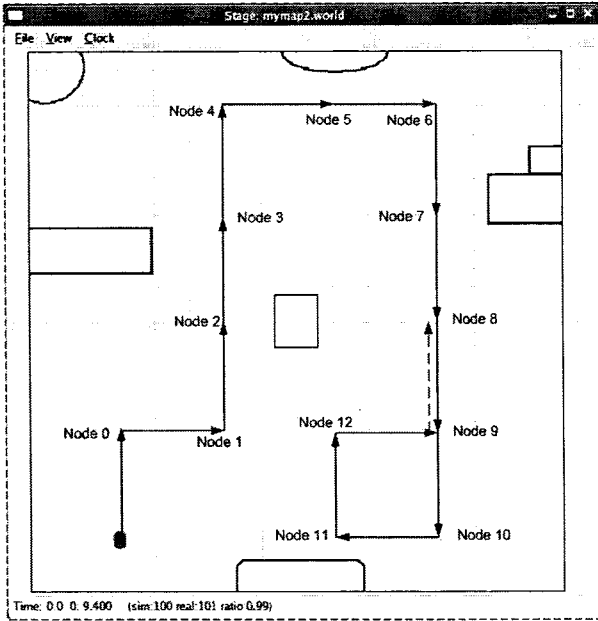 Stage: mymap2.world
File View Clock
Node 4
Node 5
Node 6
Node 3
Node 7
Node 2
Node 8
Node 12
Node 0
Node 1
Node 9
Node 11
Node 10
Time: 0 0 0: 9.400 (sim:100 real:101 ratio 0.99)